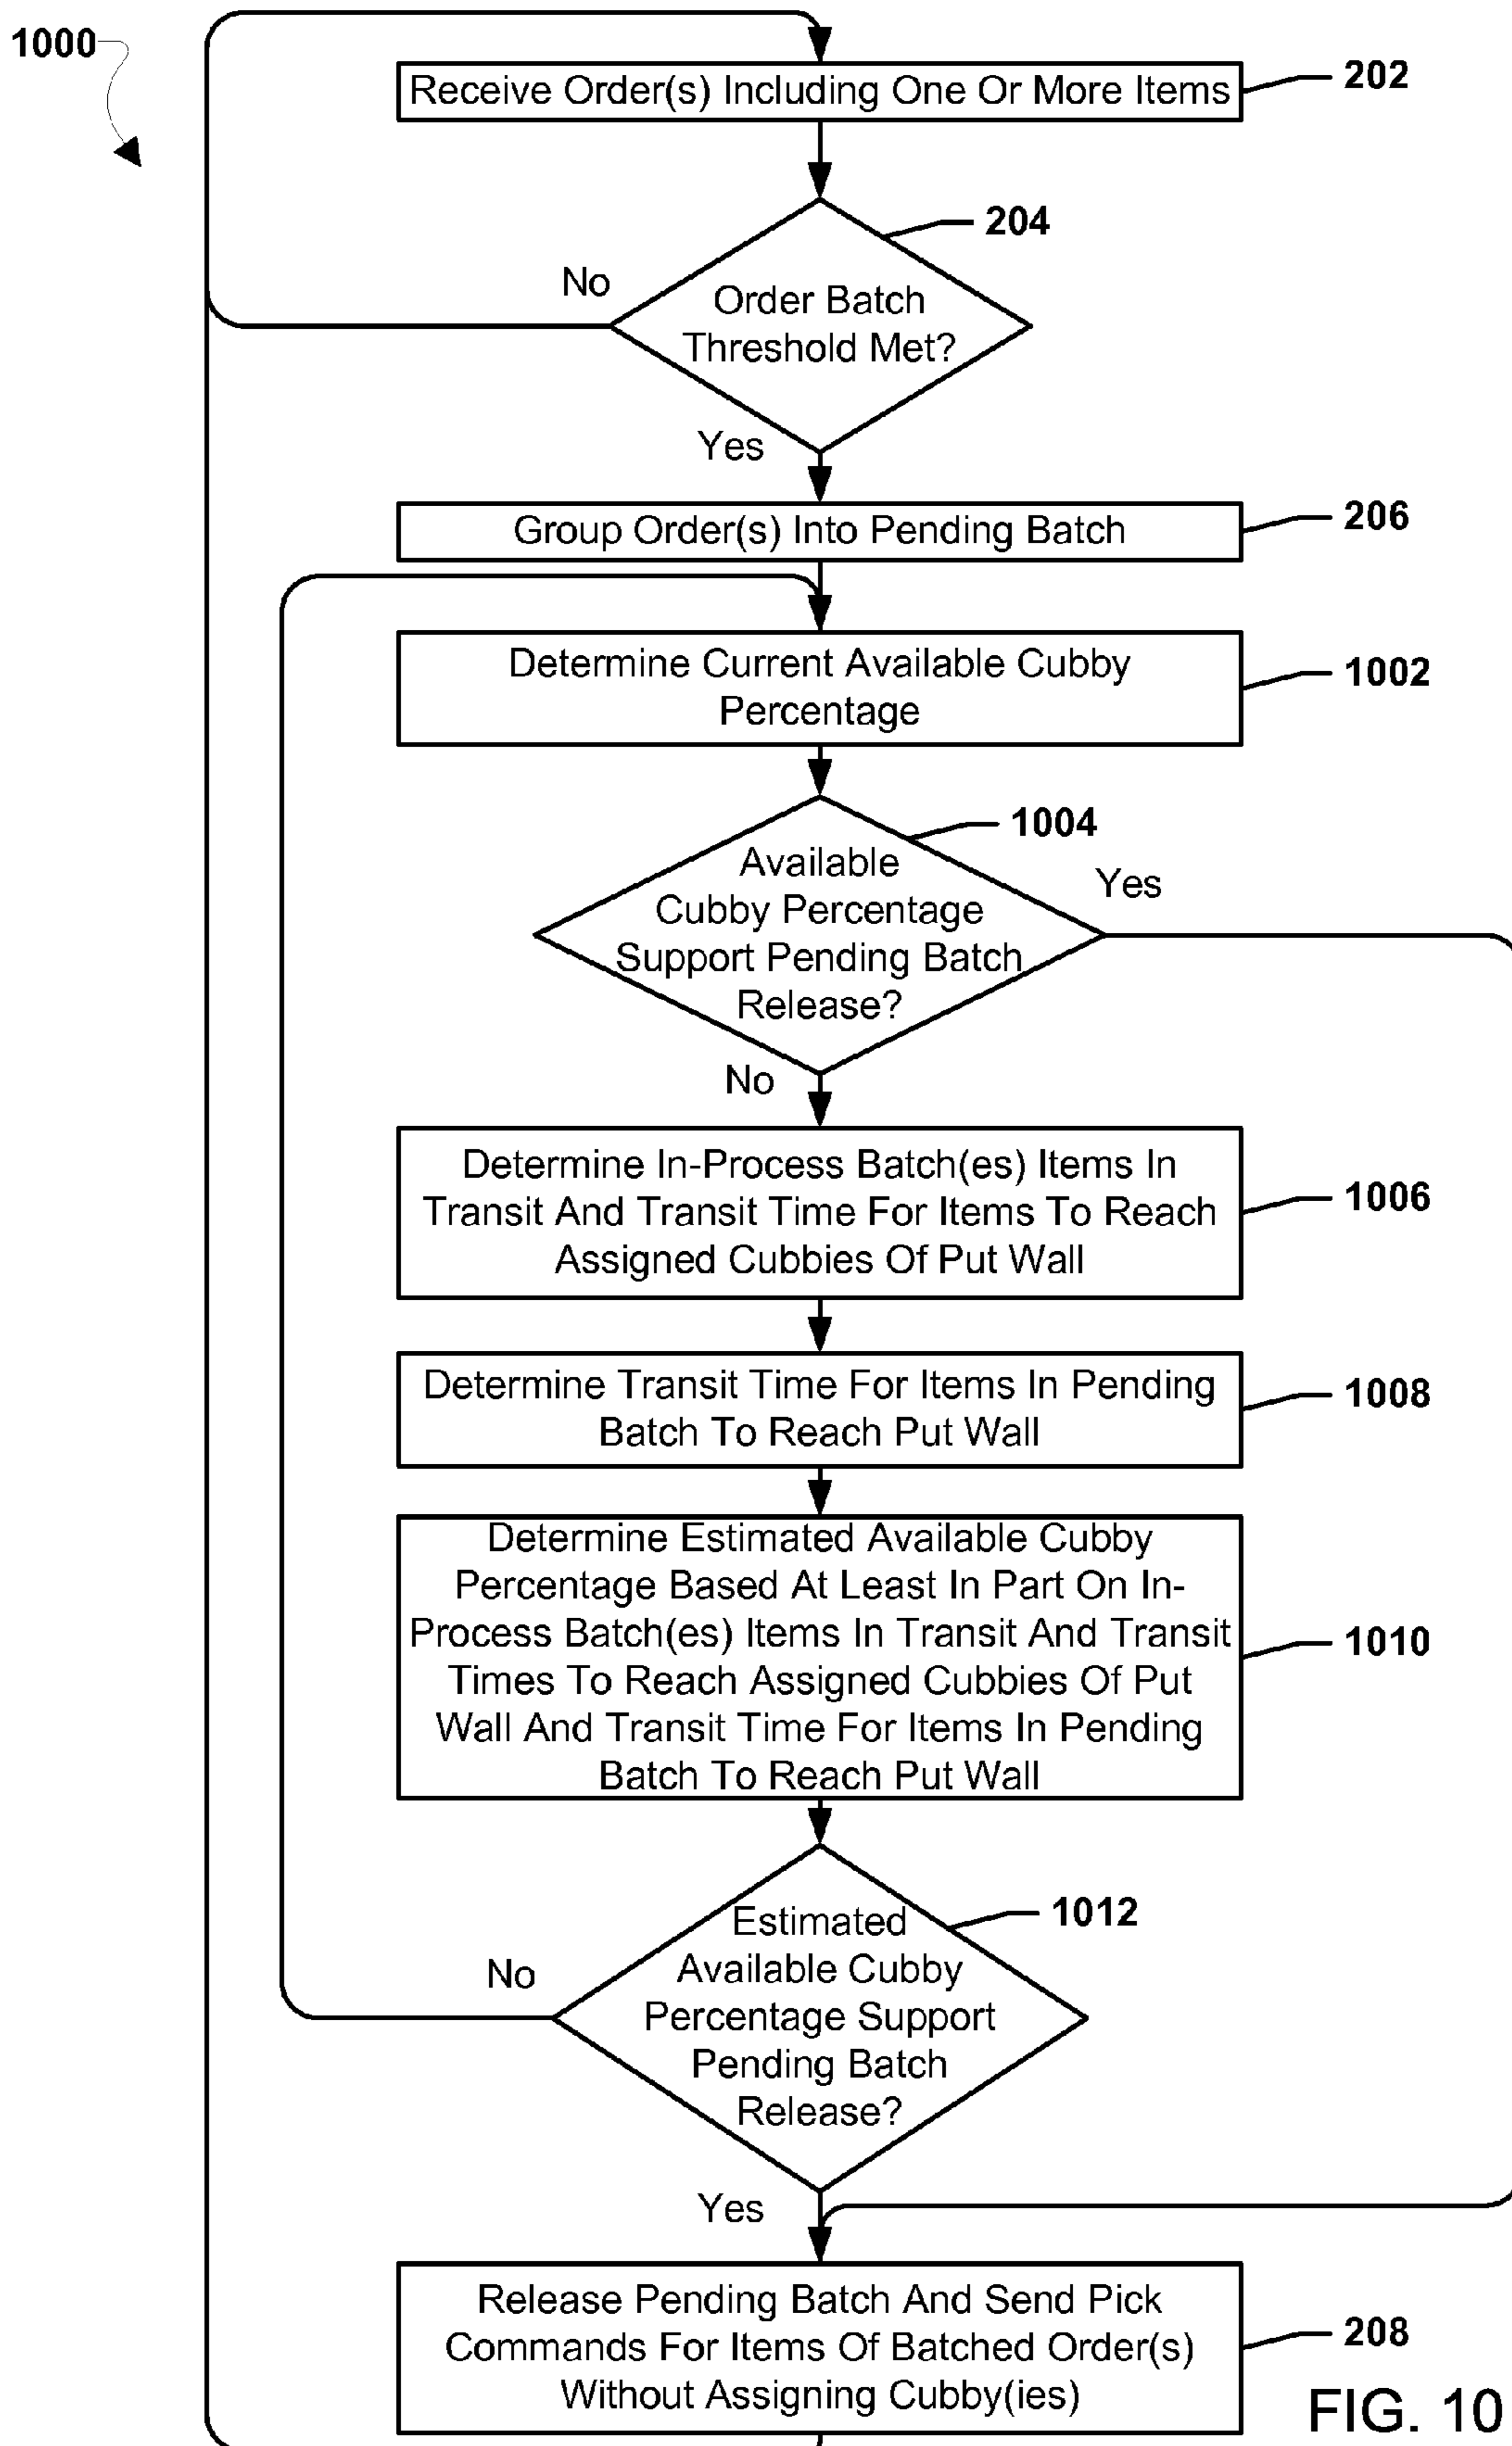 1000
Receive Order(s) Including One Or More Items
202
204
No
Order Batch
Threshold Met?
Yes
Group Order(s) Into Pending Batch
206
Determine Current Available Cubby
Percentage
1002
1004
Available
Cubby Percentage
Support Pending Batch
Release?
Yes
No
Determine In-Process Batch(es) Items In
Transit And Transit Time For Items To Reach
Assigned Cubbies Of Put Wall
1006
Determine Transit Time For Items In Pending
Batch To Reach Put Wall
1008
Determine Estimated Available Cubby
Percentage Based At Least In Part On In-
Process Batch(es) Items In Transit And Transit
Times To Reach Assigned Cubbies Of Put
Wall And Transit Time For Items In Pending
Batch To Reach Put Wall
1010
1012
No
Estimated
Available Cubby
Percentage Support
Pending Batch
Release?
Yes
Release Pending Batch And Send Pick
Commands For Items Of Batched Order(s)
Without Assigning Cubby(ies)
208
FIG. 10